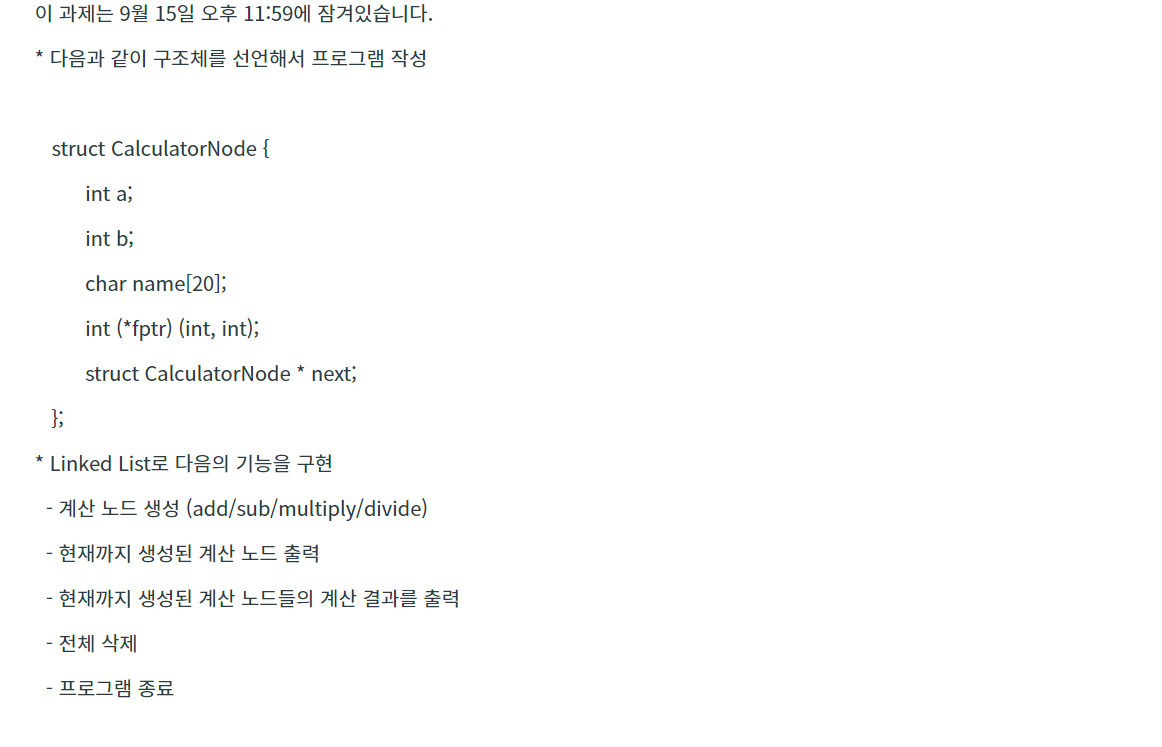 이 과제는 9월 15일 오후 11:59에 잠겨있습니다.
* 다음과 같이 구조체를 선언해서 프로그램 작성
struct CalculatorNode {
int a;
int b;
char name[20];
int (*fptr) (int, int);
struct CalculatorNode * next;
};
* Linked List로 다음의 기능을 구현
- 계산 노드 생성 (add/sub/multiply/divide)
- 현재까지 생성된 계산 노드 출력
- 현재까지 생성된 계산 노드들의 계산 결과를 출력
- 전체 삭제
- 프로그램 종료